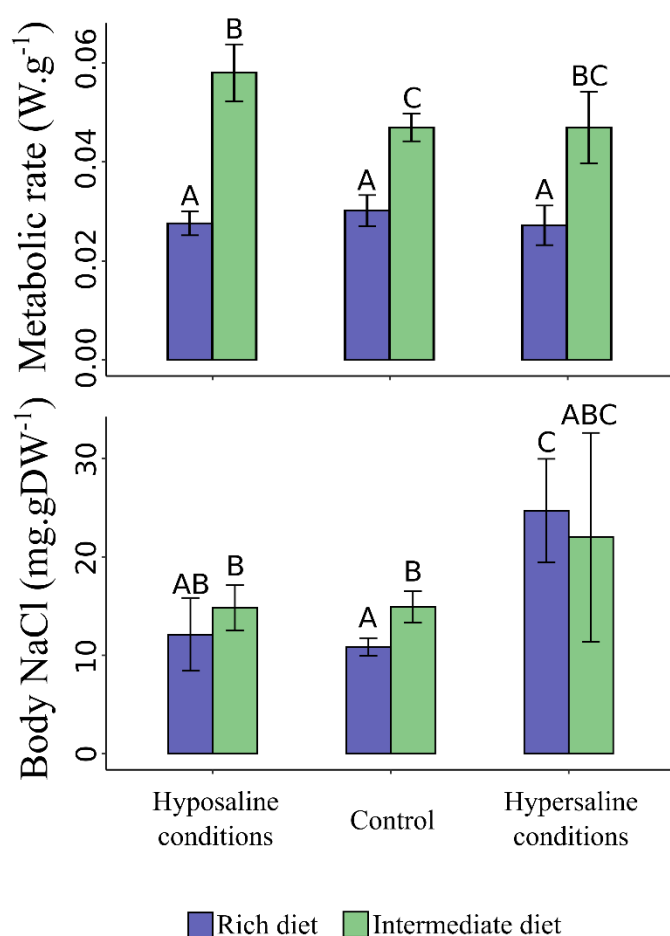 Metabolic rate (W.g-1)
0.00
0.02
0.04
0.06
A
B
A
C
A
BC
Body NaCl (mg.gDW-1)
0
10
20
30
AB
B
A
B
C
ABC
Hyposaline
conditions
Control
Hypersaline
conditions
Rich diet
Intermediate diet